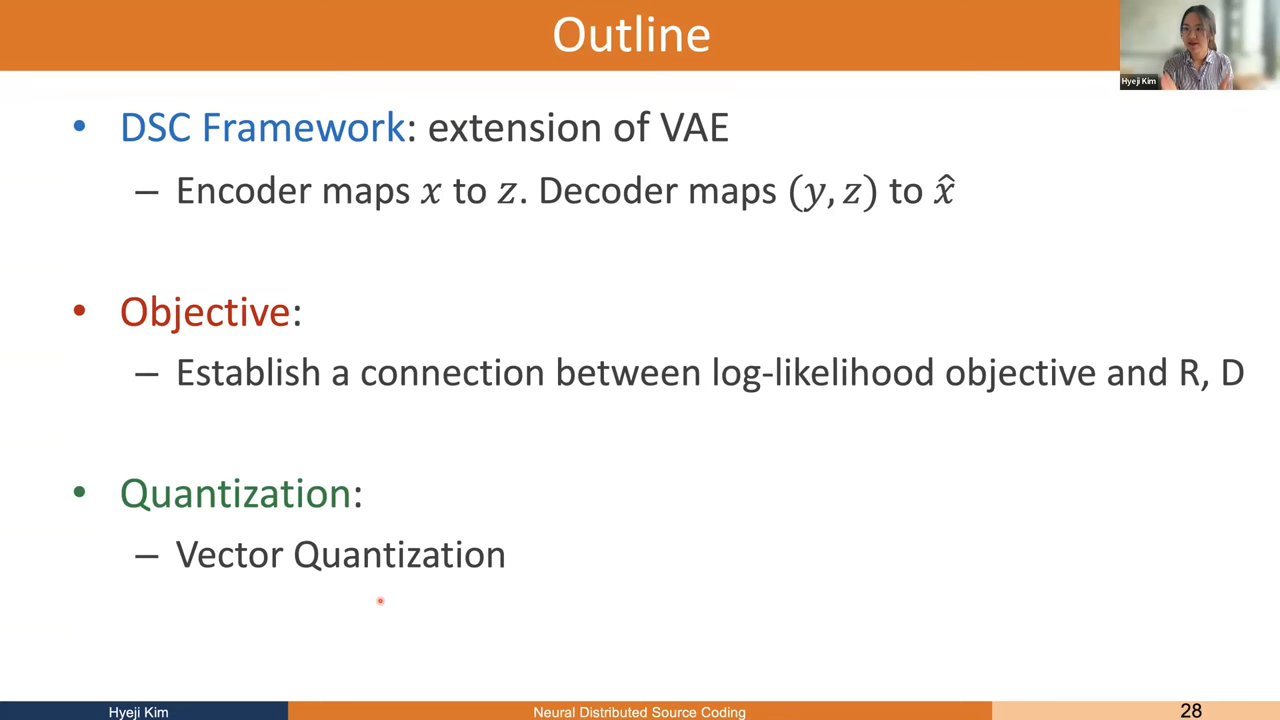 Outline
Hyeji Kim
• DSC Framework: extension of VAE
– Encoder maps x to z. Decoder maps (y, z) to x̂
• Objective:
– Establish a connection between log-likelihood objective and R, D
• Quantization:
– Vector Quantization
Hyeji Kim
Neural Distributed Source Coding
28